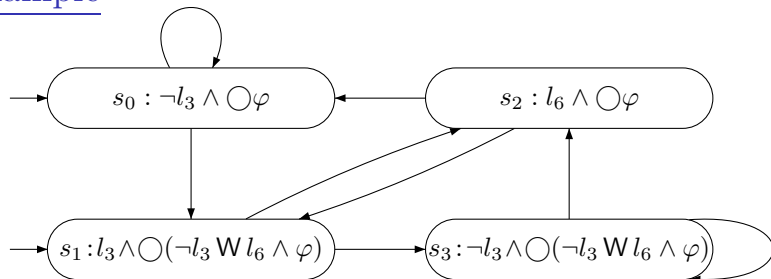 s₀ : ¬l₃ ∧ ◯φ
s₂ : l₆ ∧ ◯φ
s₁ : l₃ ∧ ◯(¬l₃ W l₆ ∧ φ)
s₃ : ¬l₃ ∧ ◯(¬l₃ W l₆ ∧ φ)